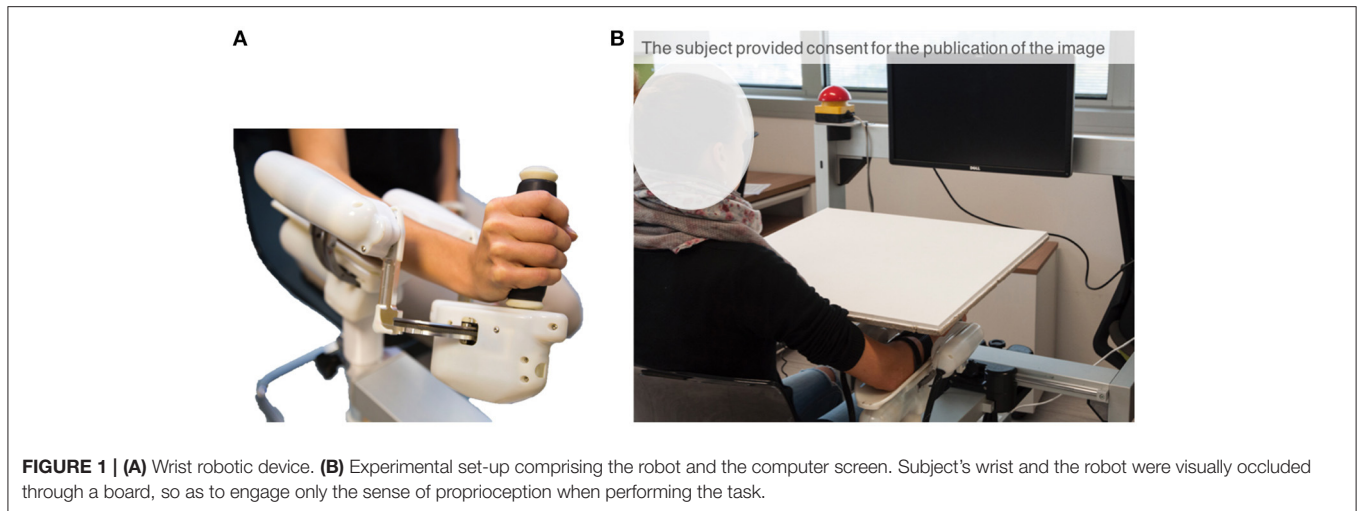 A
B
The subject provided consent for the publication of the image
DELL
FIGURE 1 | (A) Wrist robotic device. (B) Experimental set-up comprising the robot and the computer screen. Subject's wrist and the robot were visually occluded
through a board, so as to engage only the sense of proprioception when performing the task.